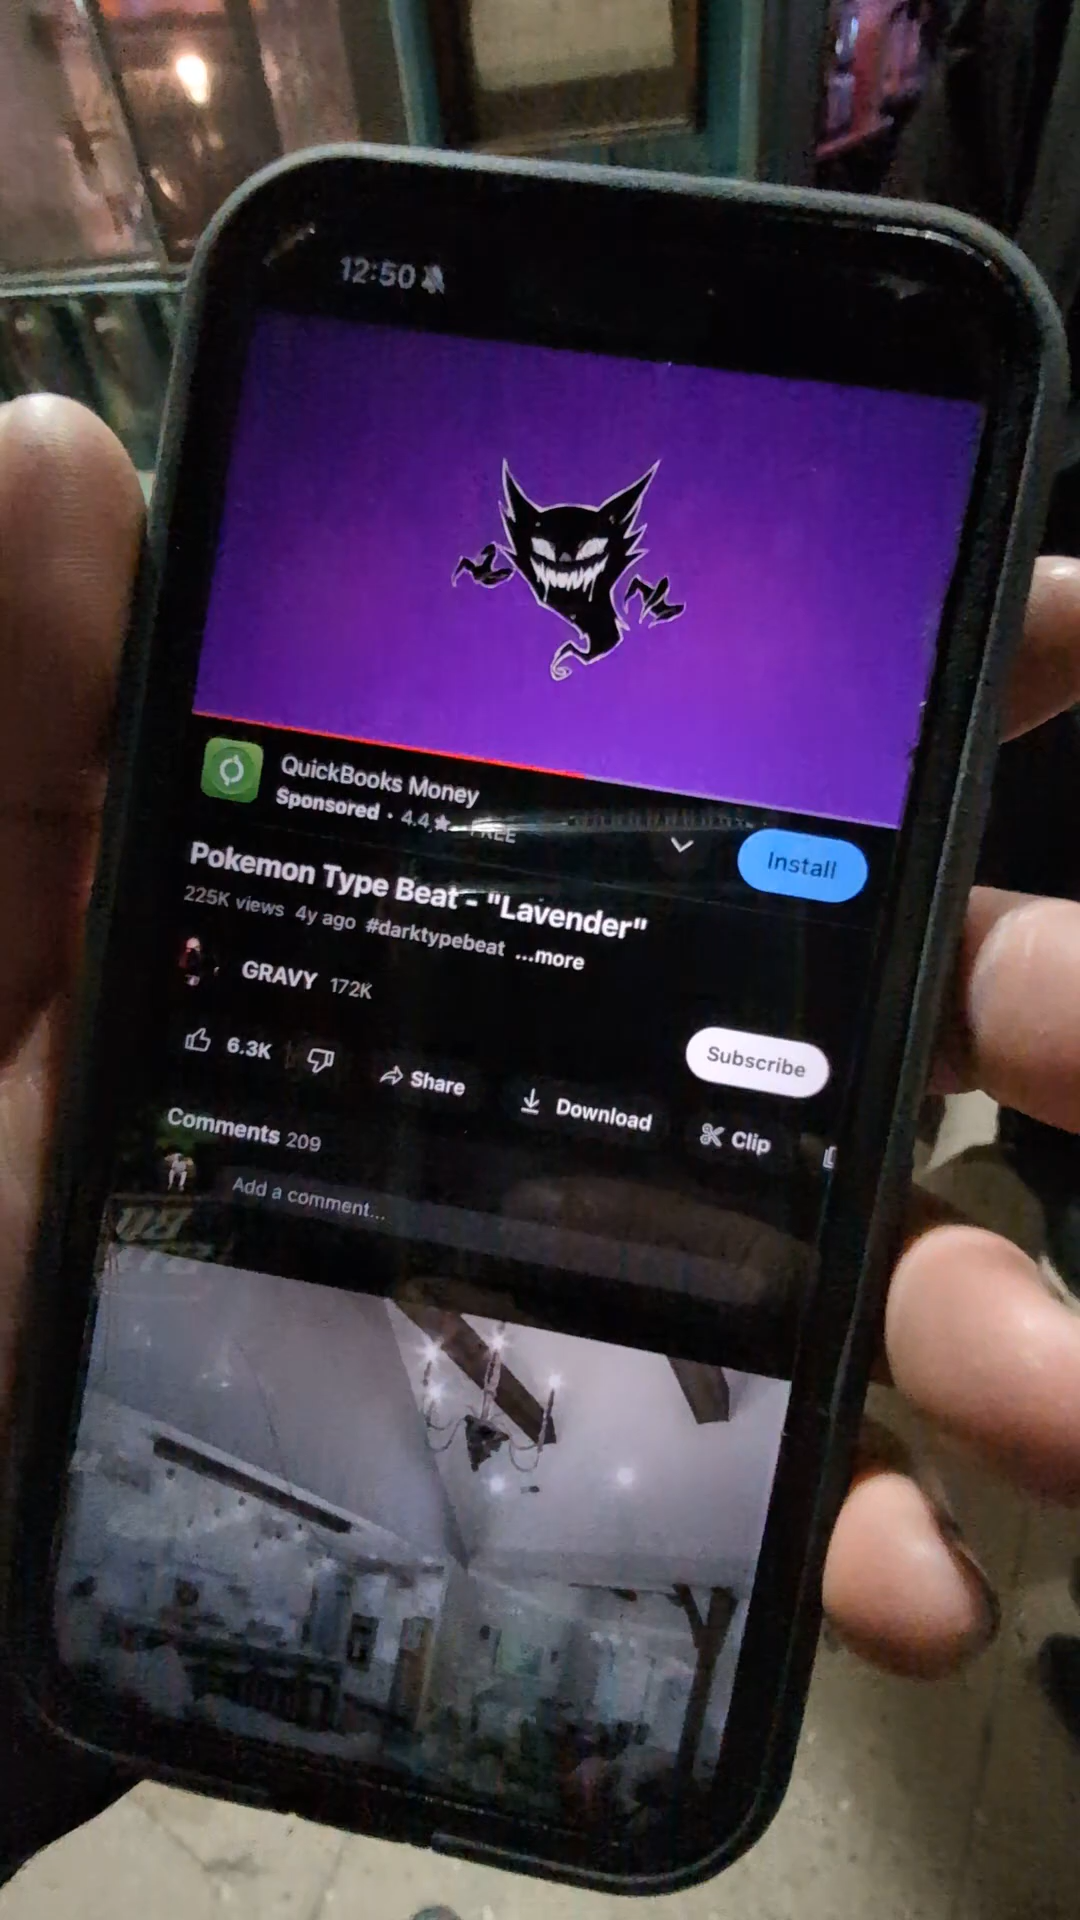 12:50
QuickBooks Money
Sponsored • 4.4 ★ FREE
Install
Pokemon Type Beat - "Lavender"
225K views 4y ago #darktypebeat ...more
GRAVY 172K
Subscribe
6.3K
Share
Download
Clip
Comments 209
Add a comment...